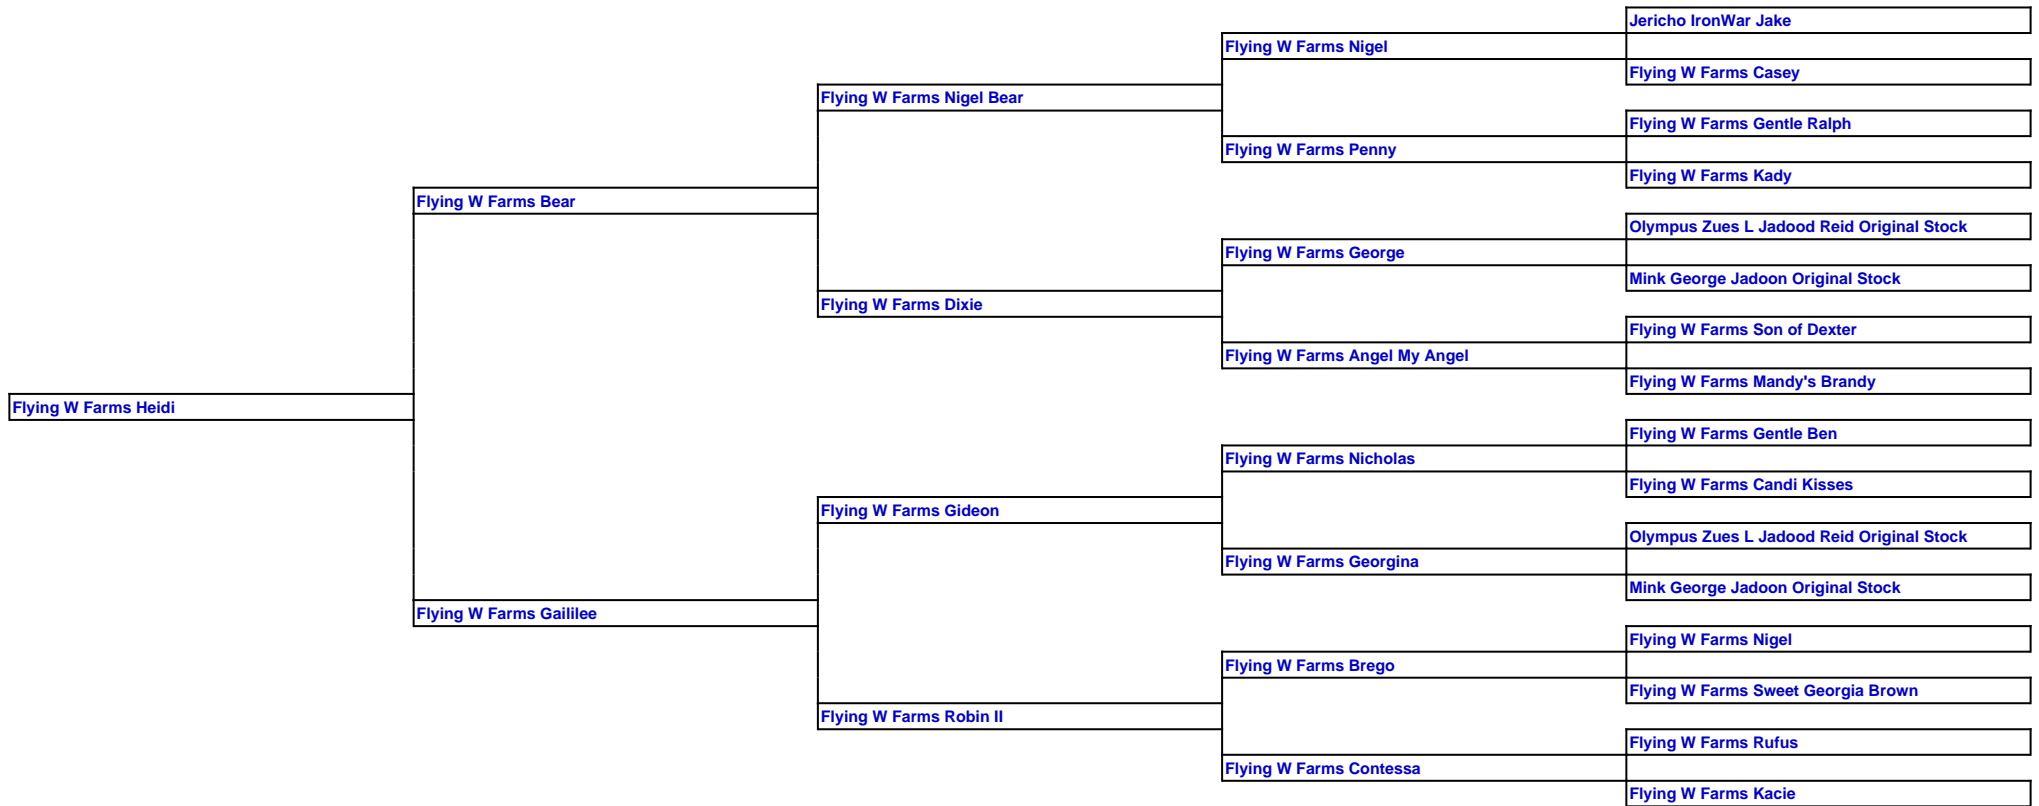 Jericho IronWar Jake
Flying W Farms Nigel
Flying W Farms Casey
Flying W Farms Nigel Bear
Flying W Farms Gentle Ralph
Flying W Farms Penny
Flying W Farms Kady
Flying W Farms Bear
Olympus Zues L Jadood Reid Original Stock
Flying W Farms George
Mink George Jadoon Original Stock
Flying W Farms Dixie
Flying W Farms Son of Dexter
Flying W Farms Angel My Angel
Flying W Farms Mandy's Brandy
Flying W Farms Heidi
Flying W Farms Gentle Ben
Flying W Farms Nicholas
Flying W Farms Candi Kisses
Flying W Farms Gideon
Olympus Zues L Jadood Reid Original Stock
Flying W Farms Georgina
Mink George Jadoon Original Stock
Flying W Farms Gaililee
Flying W Farms Nigel
Flying W Farms Brego
Flying W Farms Sweet Georgia Brown
Flying W Farms Robin II
Flying W Farms Rufus
Flying W Farms Contessa
Flying W Farms Kacie